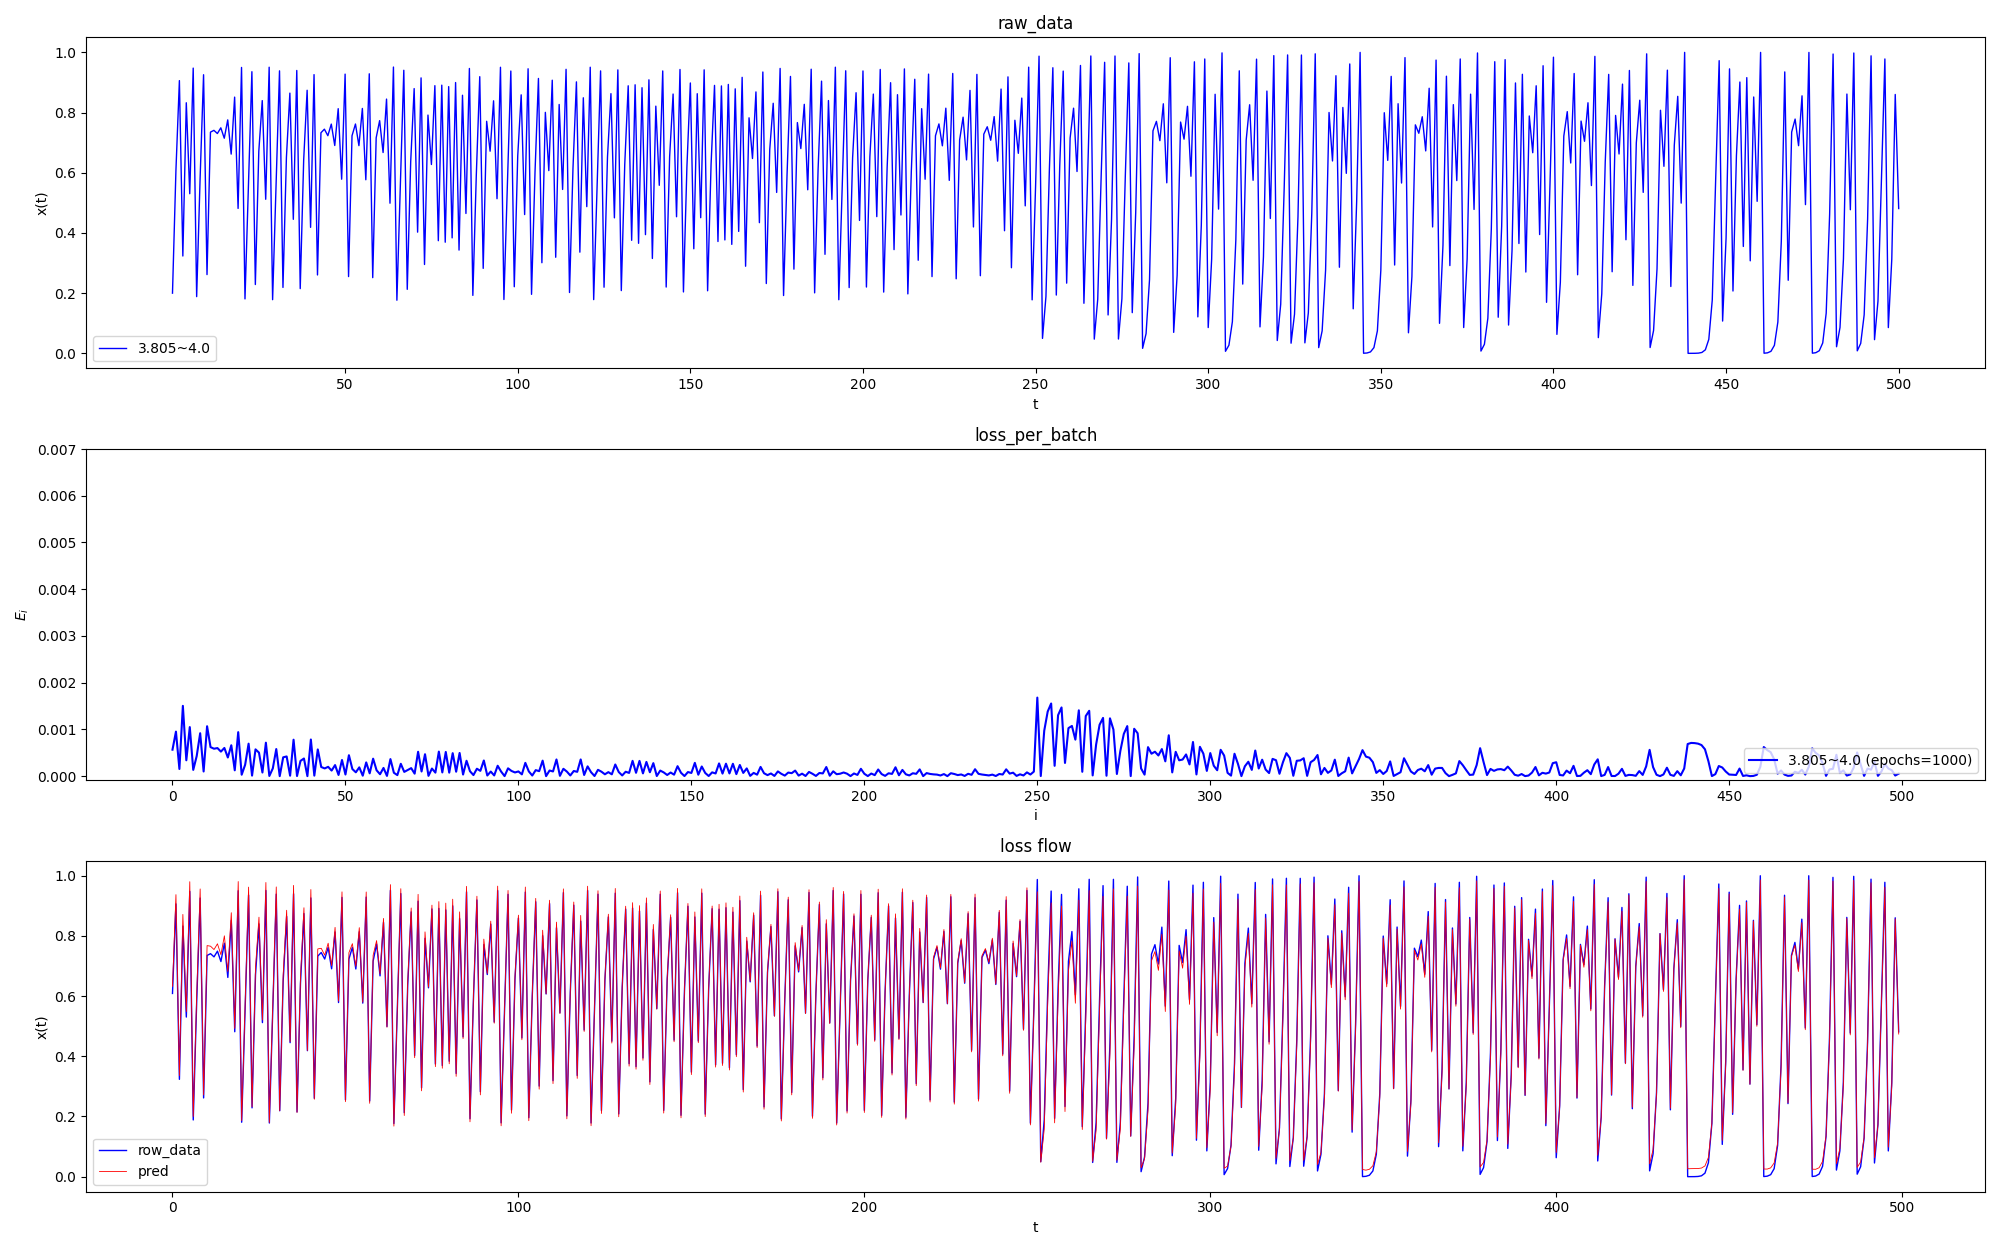 raw_data
1.0
0.8
0.6
0.4
0.2
0.0
x(t)
3.805~4.0
50 100 150 200 250 300 350 400 450 500
t
loss_per_batch
0.007
0.006
0.005
0.004
0.003
0.002
0.001
0.000
E_i
3.805~4.0 (epochs=1000)
0 50 100 150 200 250 300 350 400 450 500
i
loss flow
1.0
0.8
0.6
0.4
0.2
0.0
x(t)
row_data
pred
0 100 200 300 400 500
t